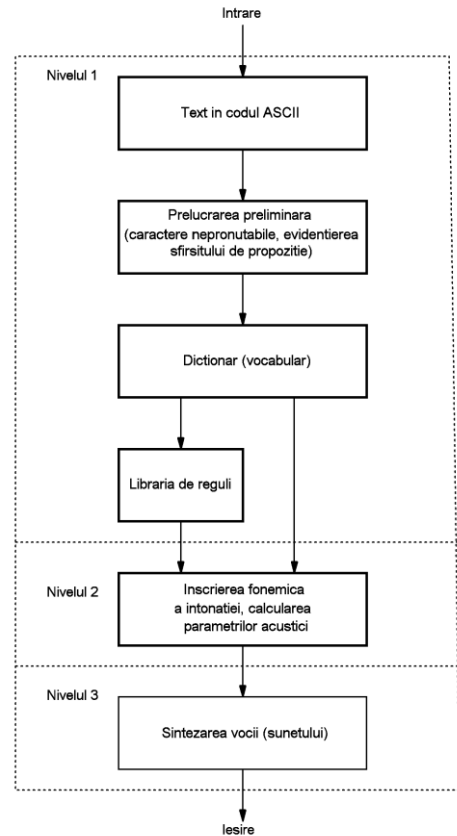 Intrare
Nivelul 1
Text in codul ASCII
Prelucrarea preliminara
(caractere nepronutabile, evidentierea
sfirsitului de propozitie)
Dictionar (vocabular)
Libraria de reguli
Nivelul 2
Inscrierea fonemica
a intonatiei, calcularea
parametrilor acustici
Nivelul 3
Sintezarea vocii (sunetului)
Iesire